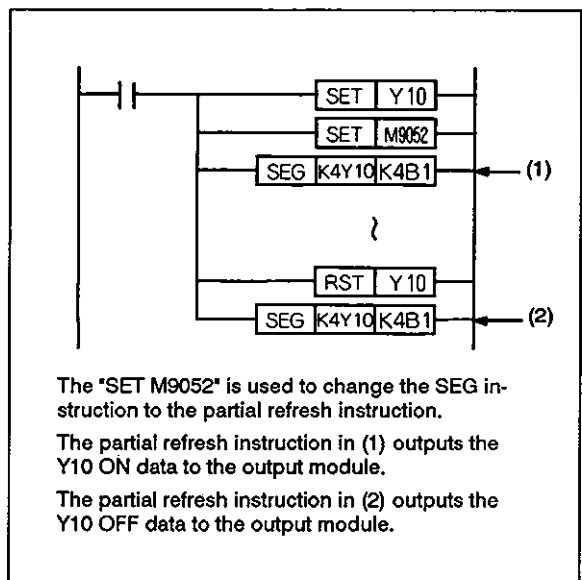 SET Y10
SET M9052
SEG K4Y10 K4B1 (1)
RST Y10
SEG K4Y10 K4B1 (2)
The "SET M9052" is used to change the SEG in-
struction to the partial refresh instruction.
The partial refresh instruction in (1) outputs the
Y10 ON data to the output module.
The partial refresh instruction in (2) outputs the
Y10 OFF data to the output module.